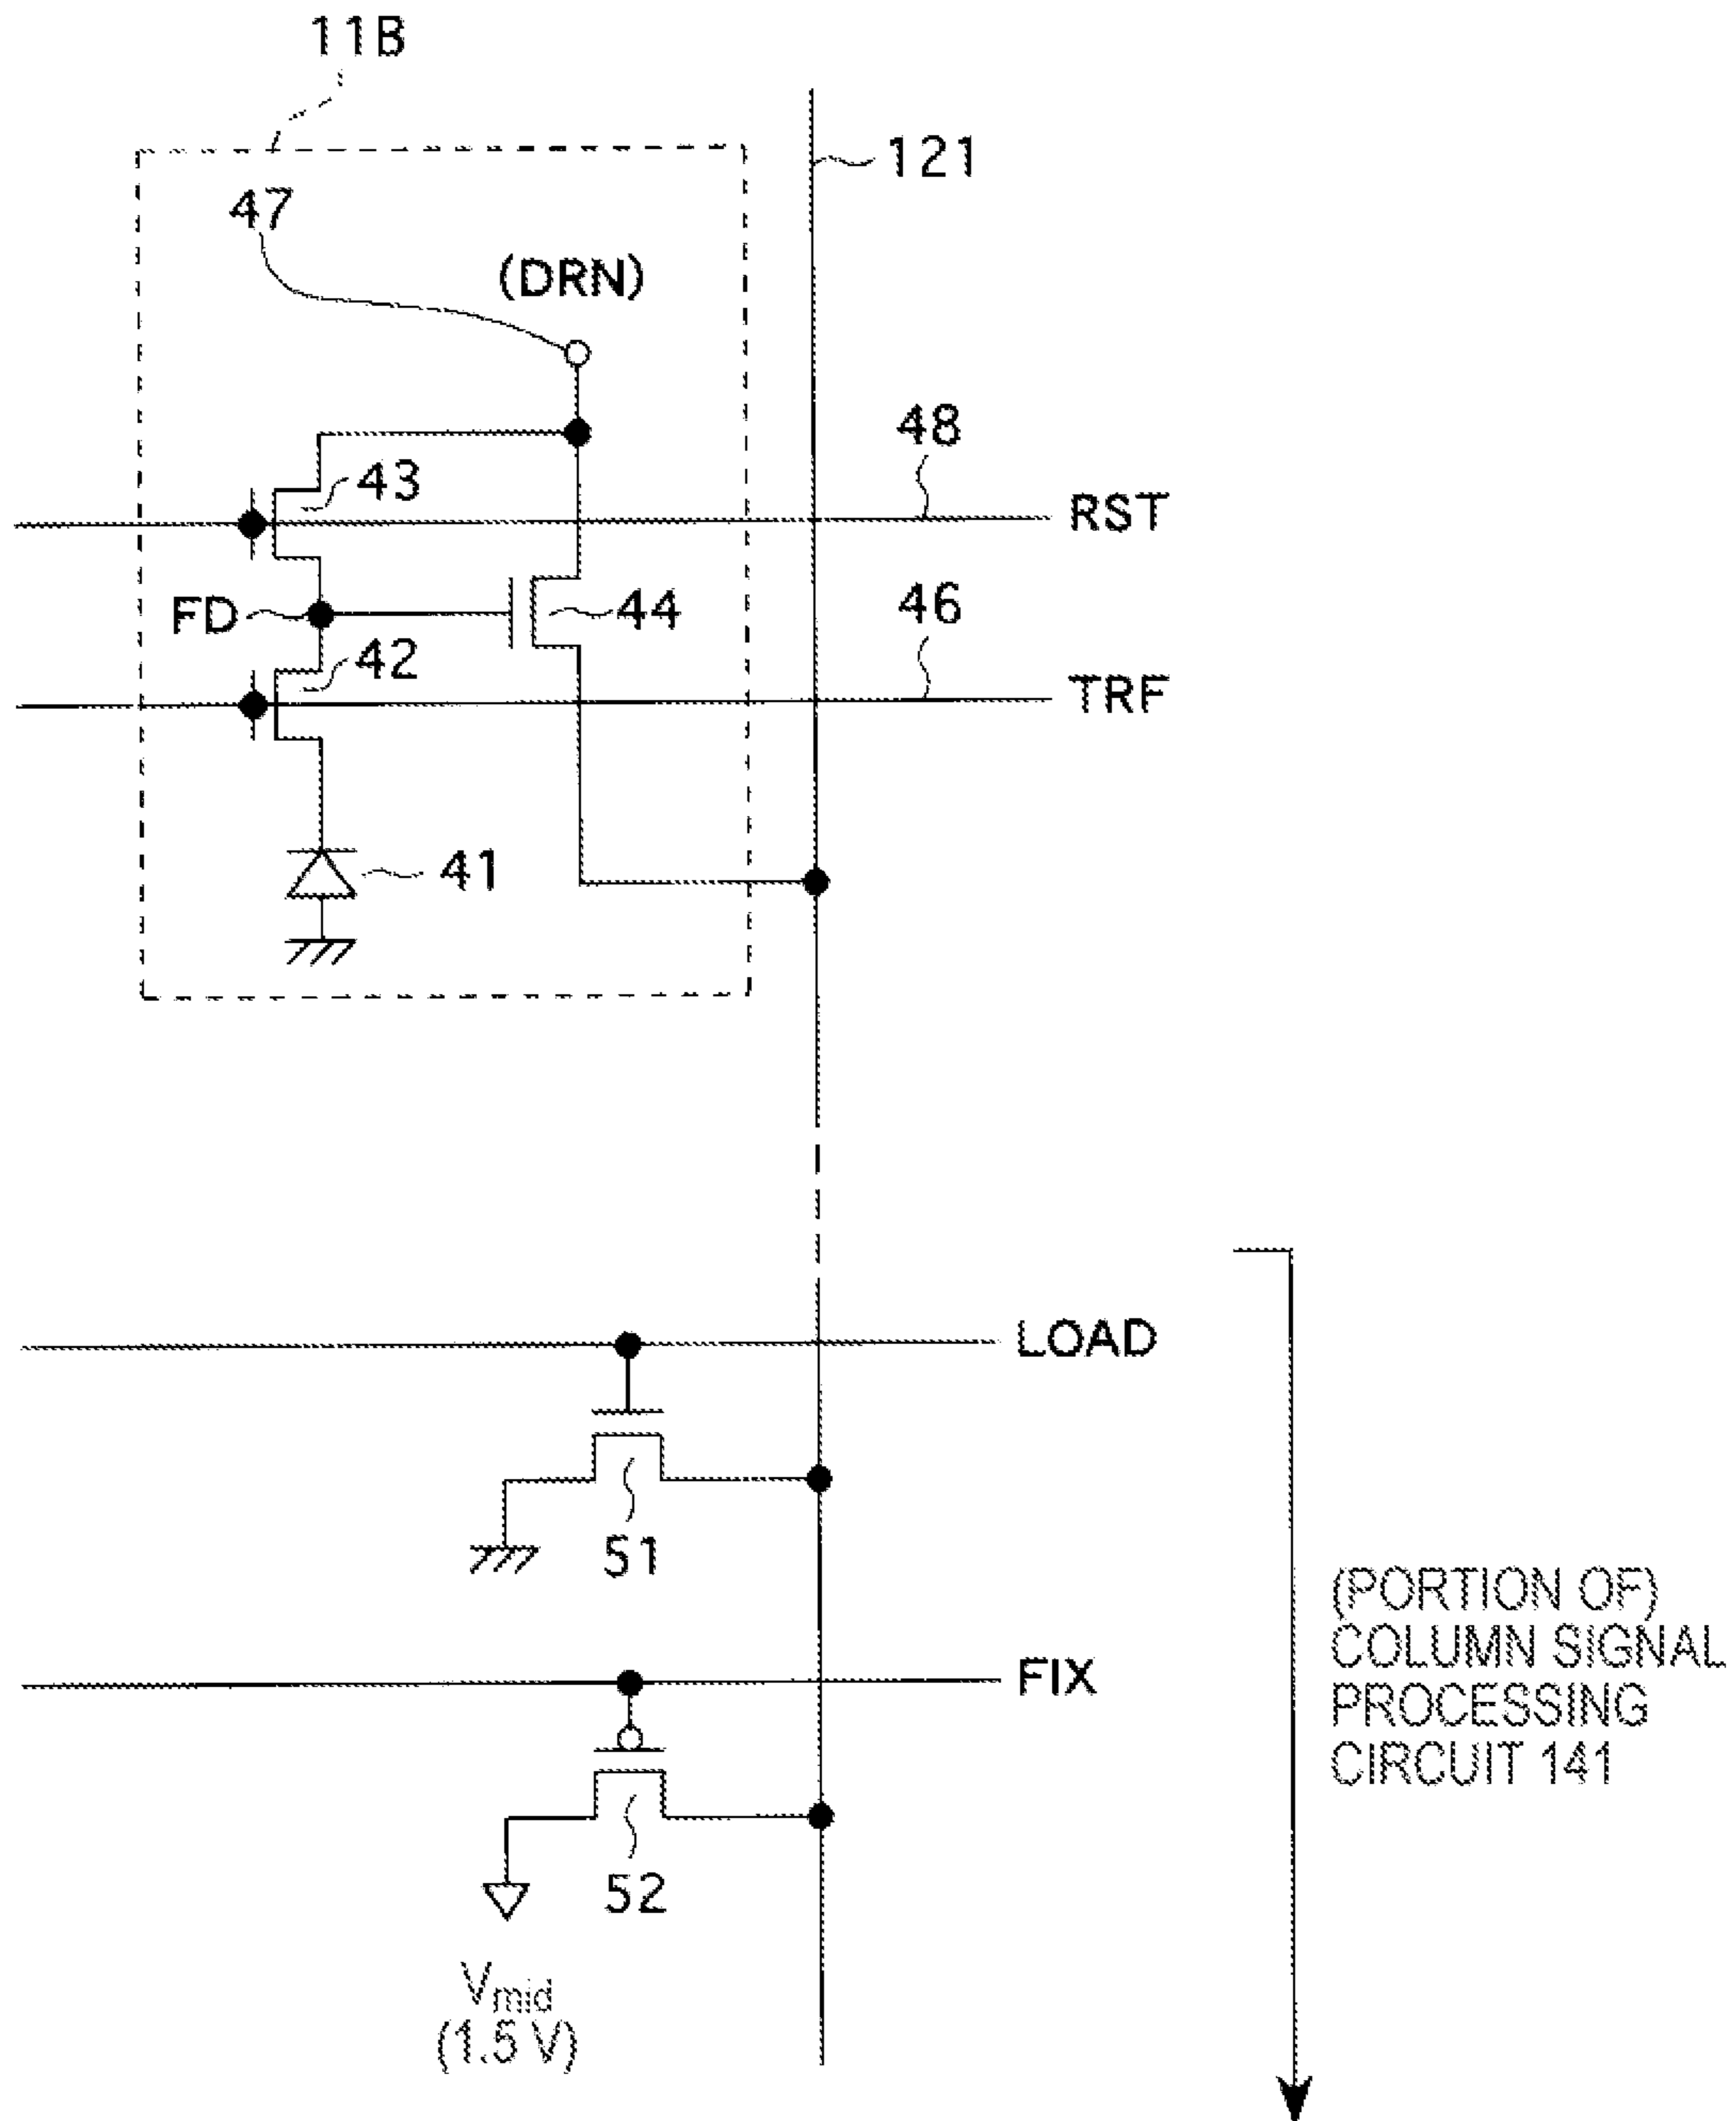 11B
121
47
(DRN)
48
43
RST
FD
44
46
42
TRF
41
LOAD
51
(PORTION OF)
COLUMN SIGNAL
PROCESSING
CIRCUIT 141
FIX
52
Vmid
(1.5 V)